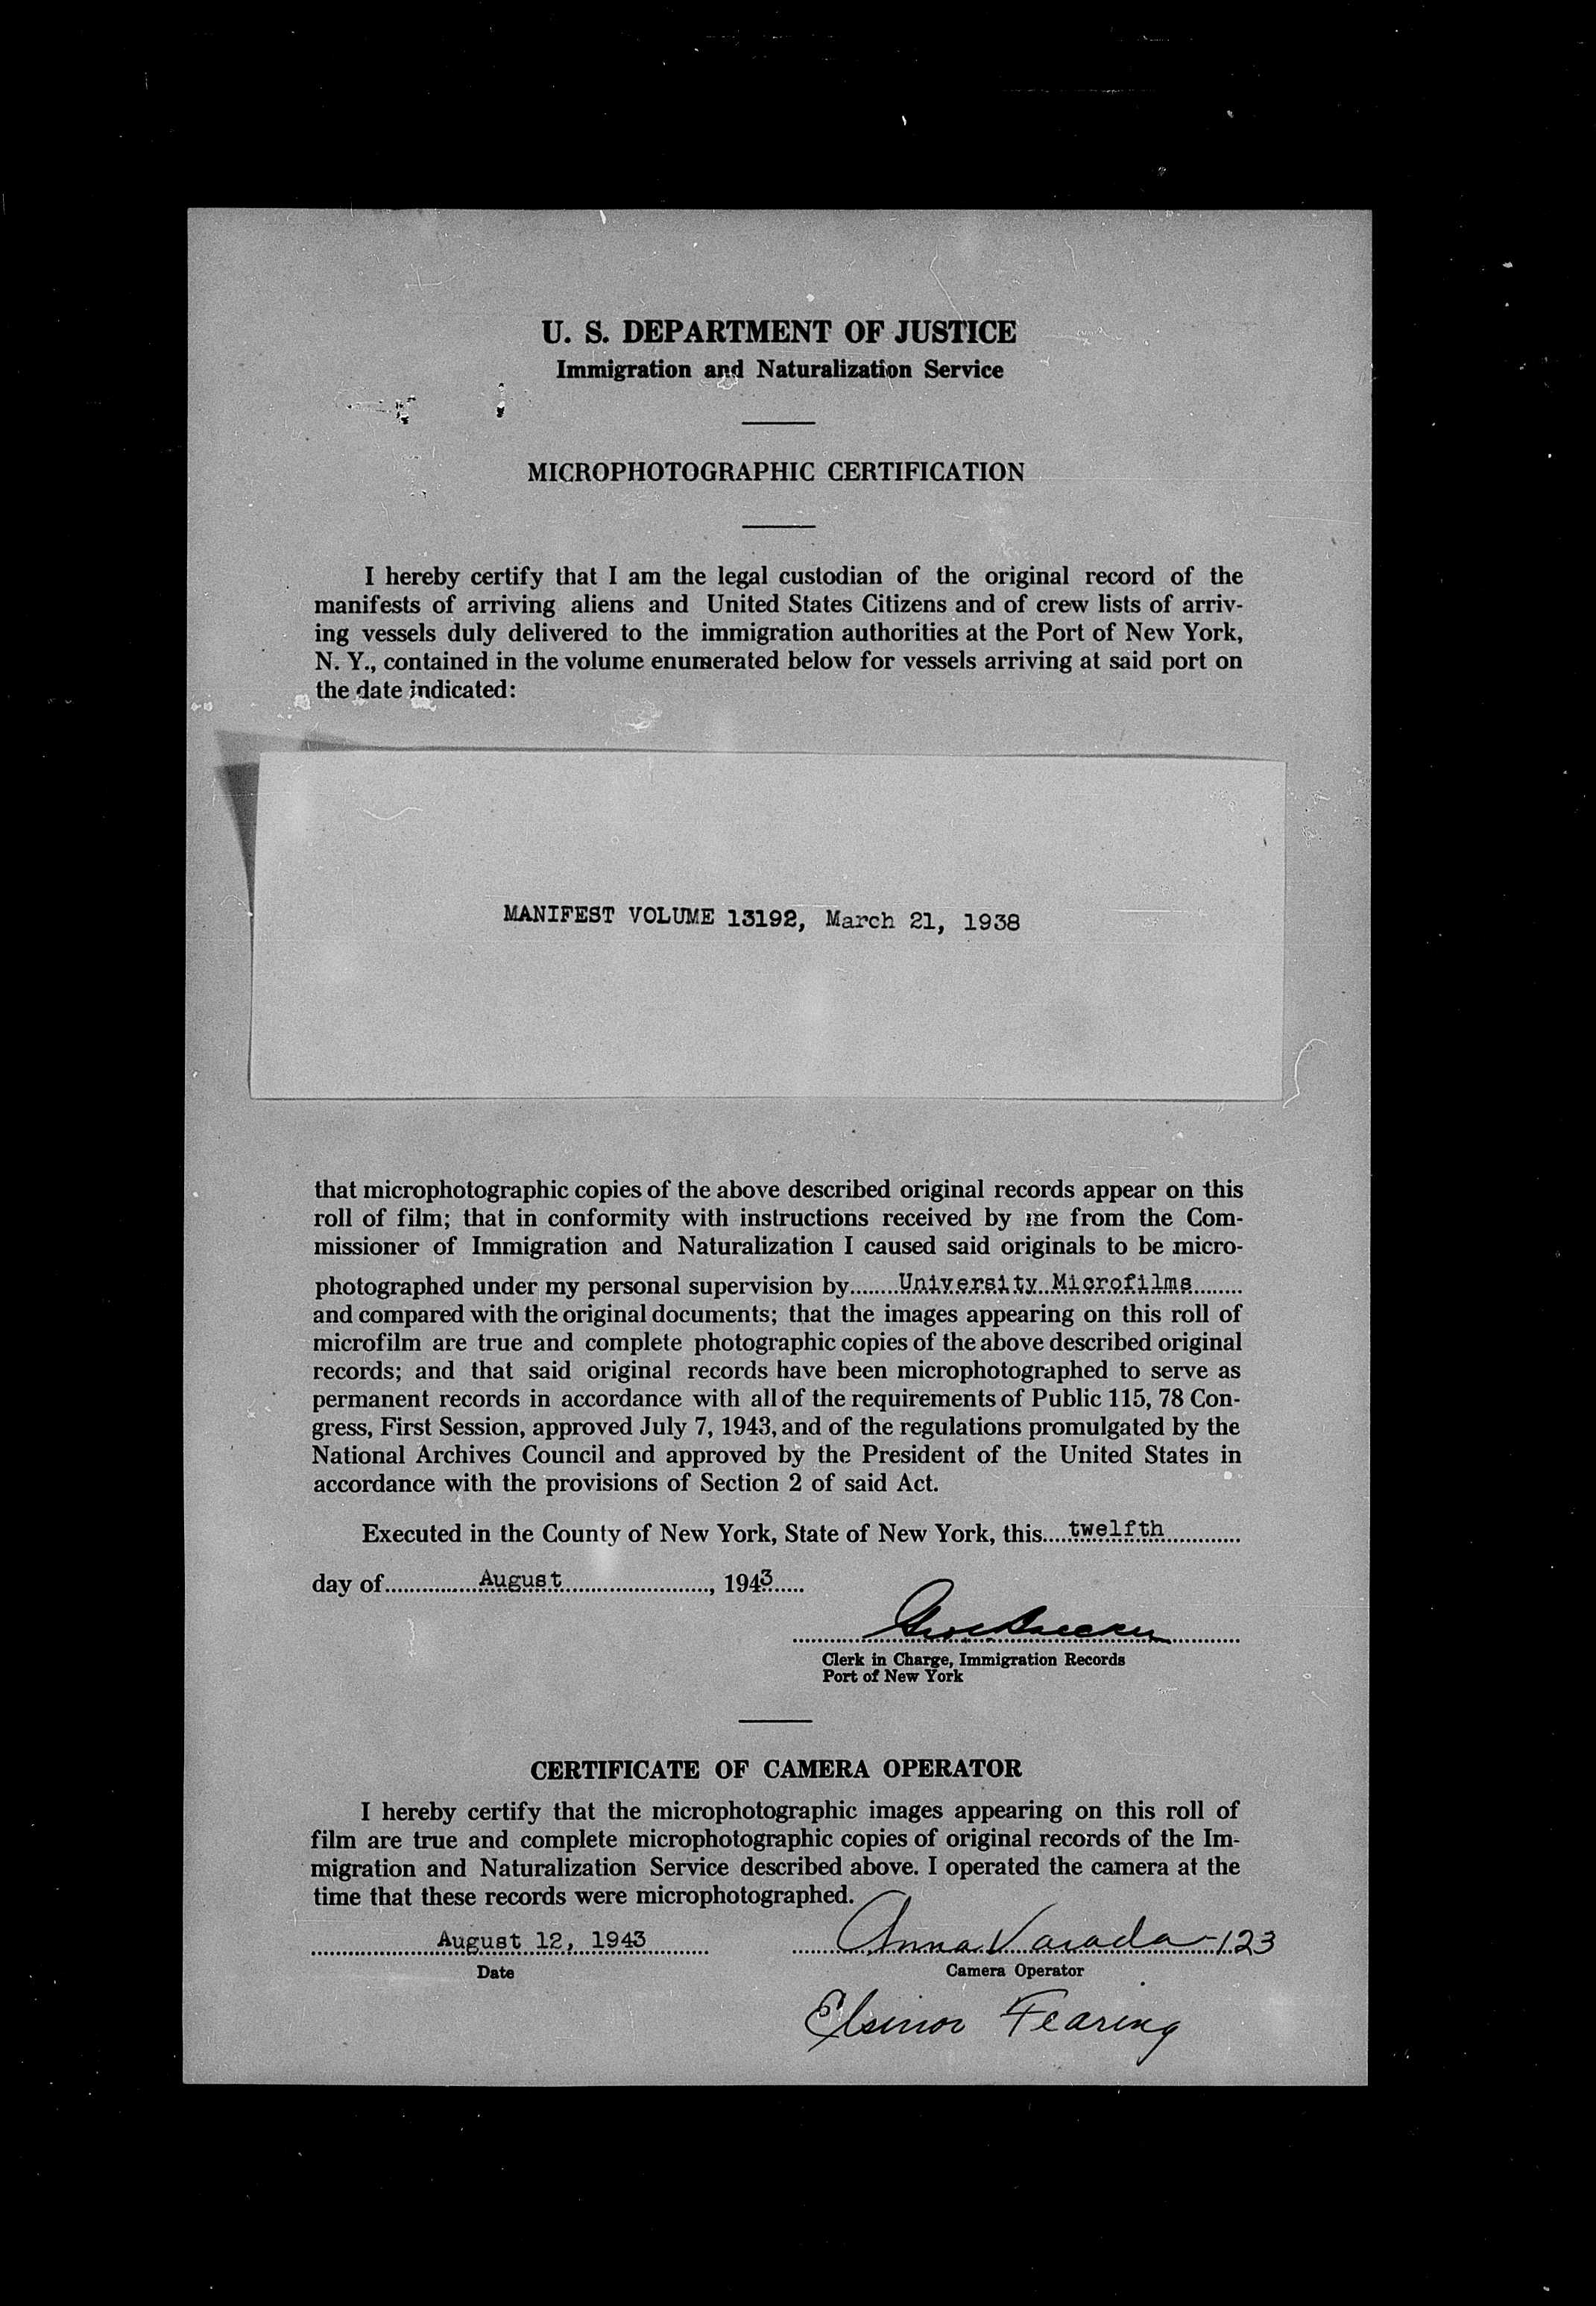 U. S. DEPARTMENT OF JUSTICE
Immigration and Naturalization Service
MICROPHOTOGRAPHIC CERTIFICATION
I hereby certify that I am the legal custodian of the original record of the
manifests of arriving aliens and United States Citizens and of crew lists of arriv-
ing vessels duly delivered to the immigration authorities at the Port of New York,
N. Y., contained in the volume enumerated below for vessels arriving at said port on
the date indicated:
MANIFEST VOLUME 13192, March 21, 1938
that microphotographic copies of the above described original records appear on this
roll of film; that in conformity with instructions received by me from the Com-
missioner of Immigration and Naturalization I caused said originals to be micro-
photographed under my personal supervision by........University Microfilms........
and compared with the original documents; that the images appearing on this roll of
microfilm are true and complete photographic copies of the above described original
records; and that said original records have been microphotographed to serve as
permanent records in accordance with all of the requirements of Public 115, 78 Con-
gress, First Session, approved July 7, 1943, and of the regulations promulgated by the
National Archives Council and approved by the President of the United States in
accordance with the provisions of Section 2 of said Act.
Executed in the County of New York, State of New York, this....twelfth............
day of...............August........................, 1943.....
Clerk in Charge, Immigration Records
Port of New York
CERTIFICATE OF CAMERA OPERATOR
I hereby certify that the microphotographic images appearing on this roll of
film are true and complete microphotographic copies of original records of the Im-
migration and Naturalization Service described above. I operated the camera at the
time that these records were microphotographed.
August 12, 1943 Anna Varada-123
Date Camera Operator
Elsinor Fearing